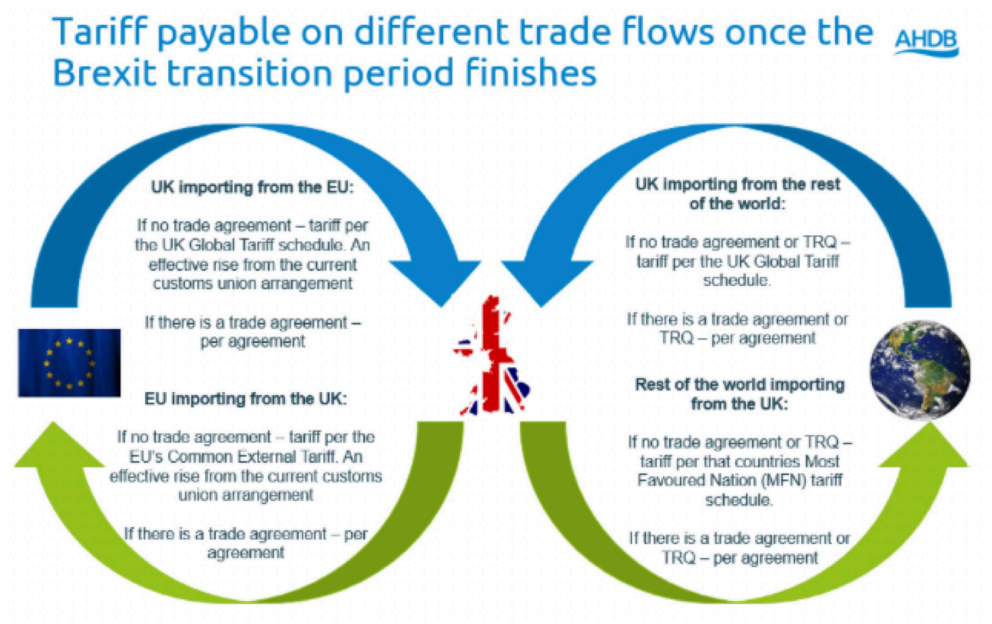 Tariff payable on different trade flows once the
Brexit transition period finishes
AHDB
UK importing from the EU:
If no trade agreement – tariff per
the UK Global Tariff schedule. An
effective rise from the current
customs union arrangement
If there is a trade agreement –
per agreement
EU importing from the UK:
If no trade agreement – tariff per the
EU's Common External Tariff. An
effective rise from the current customs
union arrangement
If there is a trade agreement – per
agreement
UK importing from the rest
of the world:
If no trade agreement or TRQ –
tariff per the UK Global Tariff
schedule.
If there is a trade agreement or
TRQ – per agreement
Rest of the world importing
from the UK:
If no trade agreement or TRQ –
tariff per that countries Most
Favoured Nation (MFN) tariff
schedule.
If there is a trade agreement or
TRQ – per agreement